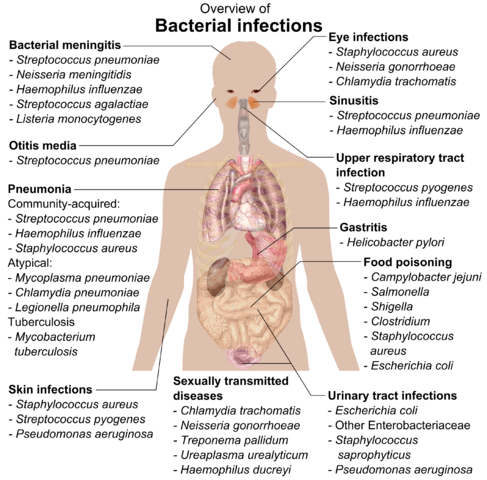 Overview of
Bacterial infections
Bacterial meningitis
- Streptococcus pneumoniae
- Neisseria meningitidis
- Haemophilus influenzae
- Streptococcus agalactiae
- Listeria monocytogenes
Otitis media
- Streptococcus pneumoniae
Pneumonia
Community-acquired:
- Streptococcus pneumoniae
- Haemophilus influenzae
- Staphylococcus aureus
Atypical:
- Mycoplasma pneumoniae
- Chlamydia pneumoniae
- Legionella pneumophila
Tuberculosis
- Mycobacterium
tuberculosis
Skin infections
- Staphylococcus aureus
- Streptococcus pyogenes
- Pseudomonas aeruginosa
Eye infections
- Staphylococcus aureus
- Neisseria gonorrhoeae
- Chlamydia trachomatis
Sinusitis
- Streptococcus pneumoniae
- Haemophilus influenzae
Upper respiratory tract
infection
- Streptococcus pyogenes
- Haemophilus influenzae
Gastritis
- Helicobacter pylori
Food poisoning
- Campylobacter jejuni
- Salmonella
- Shigella
- Clostridium
- Staphylococcus
aureus
- Escherichia coli
Sexually transmitted
diseases
- Chlamydia trachomatis
- Neisseria gonorrhoeae
- Treponema pallidum
- Ureaplasma urealyticum
- Haemophilus ducreyi
Urinary tract infections
- Escherichia coli
- Other Enterobacteriaceae
- Staphylococcus
saprophyticus
- Pseudomonas aeruginosa